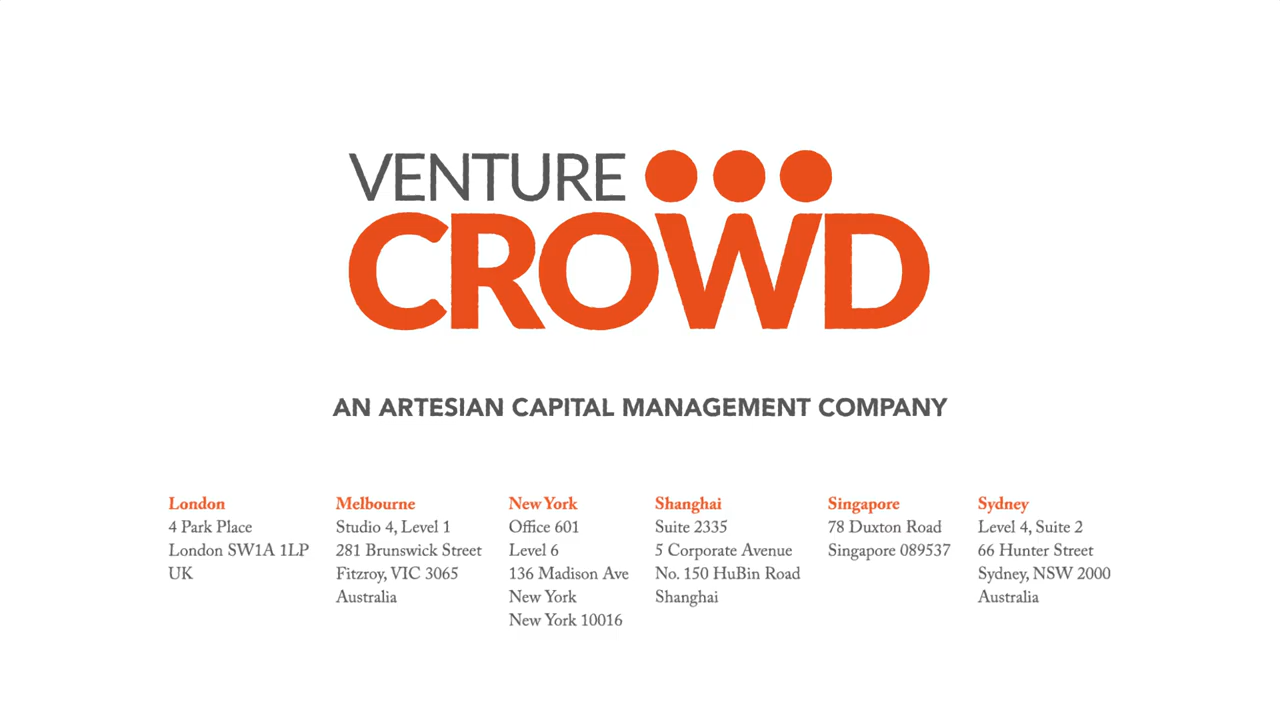 VENTURE
CROWD
AN ARTESIAN CAPITAL MANAGEMENT COMPANY
London
4 Park Place
London SW1A 1LP
UK
Melbourne
Studio 4, Level 1
281 Brunswick Street
Fitzroy, VIC 3065
Australia
New York
Office 601
Level 6
136 Madison Ave
New York
New York 10016
Shanghai
Suite 2335
5 Corporate Avenue
No. 150 HuBin Road
Shanghai
Singapore
78 Duxton Road
Singapore 089537
Sydney
Level 4, Suite 2
66 Hunter Street
Sydney, NSW 2000
Australia